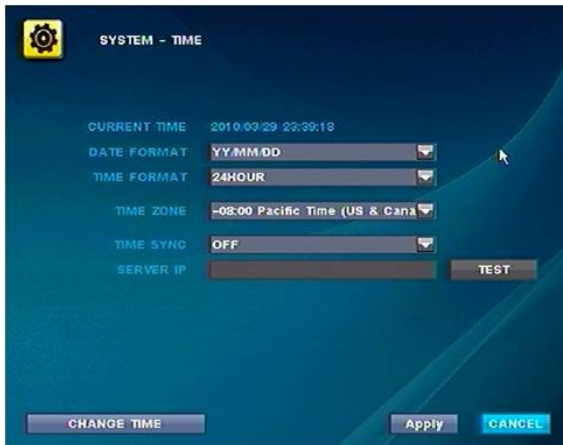 SYSTEM - TIME
CURRENT TIME 2010/03/29 23:39:18
DATE FORMAT YY/MM/DD
TIME FORMAT 24HOUR
TIME ZONE -08:00 Pacific Time (US & Cana
TIME SYNC OFF
SERVER IP TEST
CHANGE TIME Apply CANCEL